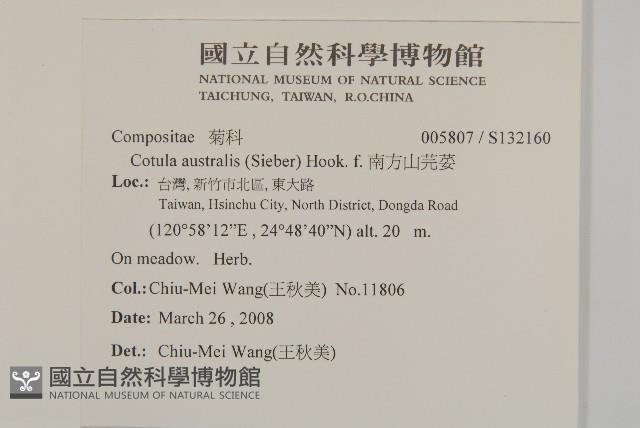 國立自然科學博物館
NATIONAL MUSEUM OF NATURAL SCIENCE
TAICHUNG, TAIWAN, R.O.CHINA
Compositae 菊科 005807 / S132160
Cotula australis (Sieber) Hook. f. 南方山芫荽
Loc.: 台灣, 新竹市北區, 東大路
Taiwan, Hsinchu City, North District, Dongda Road
(120°58’12”E , 24°48’40”N) alt. 20 m.
On meadow. Herb.
Col.:Chiu-Mei Wang(王秋美) No.11806
Date: March 26 , 2008
Det.: Chiu-Mei Wang(王秋美)
國立自然科學博物館
NATIONAL MUSEUM OF NATURAL SCIENCE